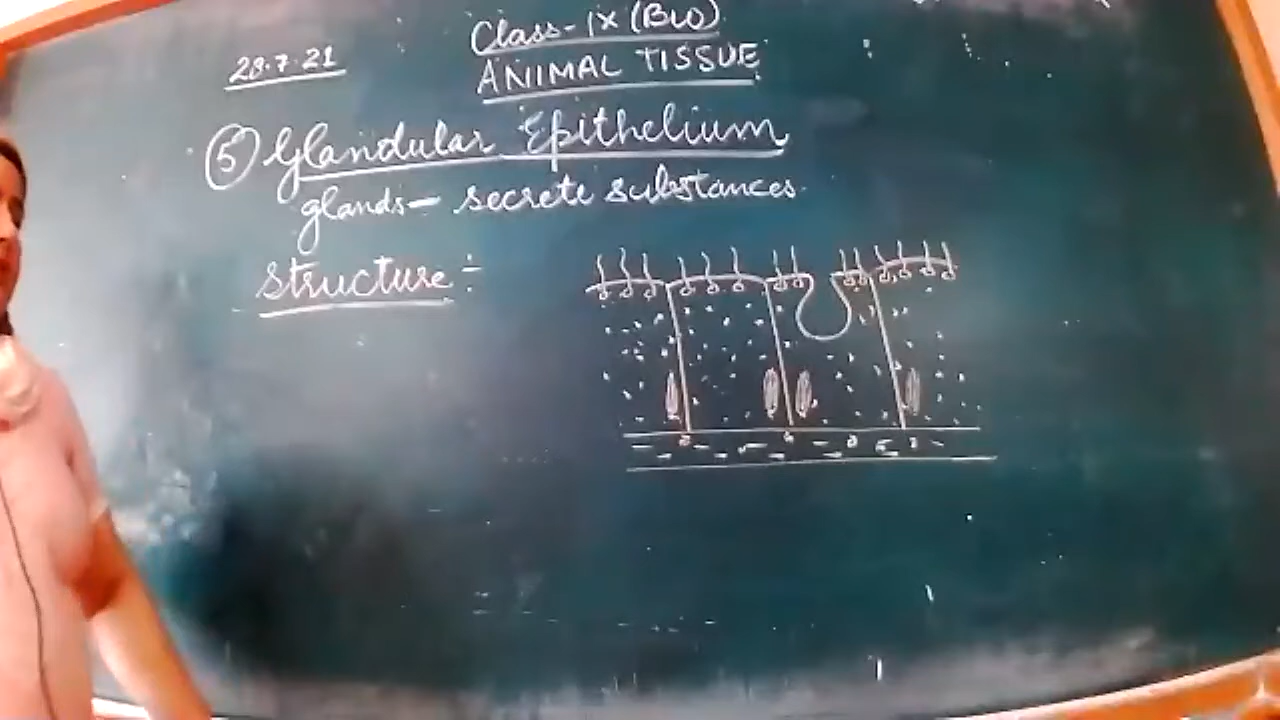 Class-IX (Bio)
28.7.21
ANIMAL TISSUE
⑤ Glandular Epithelium
glands- secrete substances
structure:-